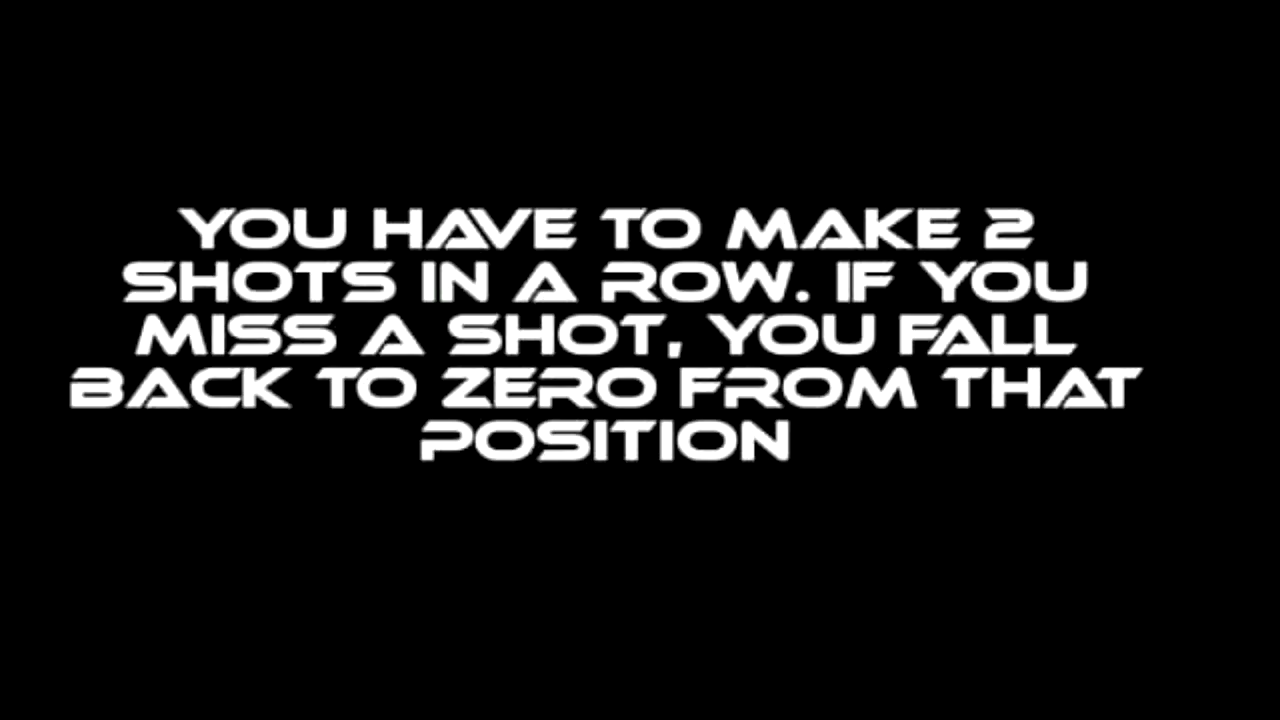 YOU HAVE TO MAKE 2
SHOTS IN A ROW. IF YOU
MISS A SHOT, YOU FALL
BACK TO ZERO FROM THAT
POSITION